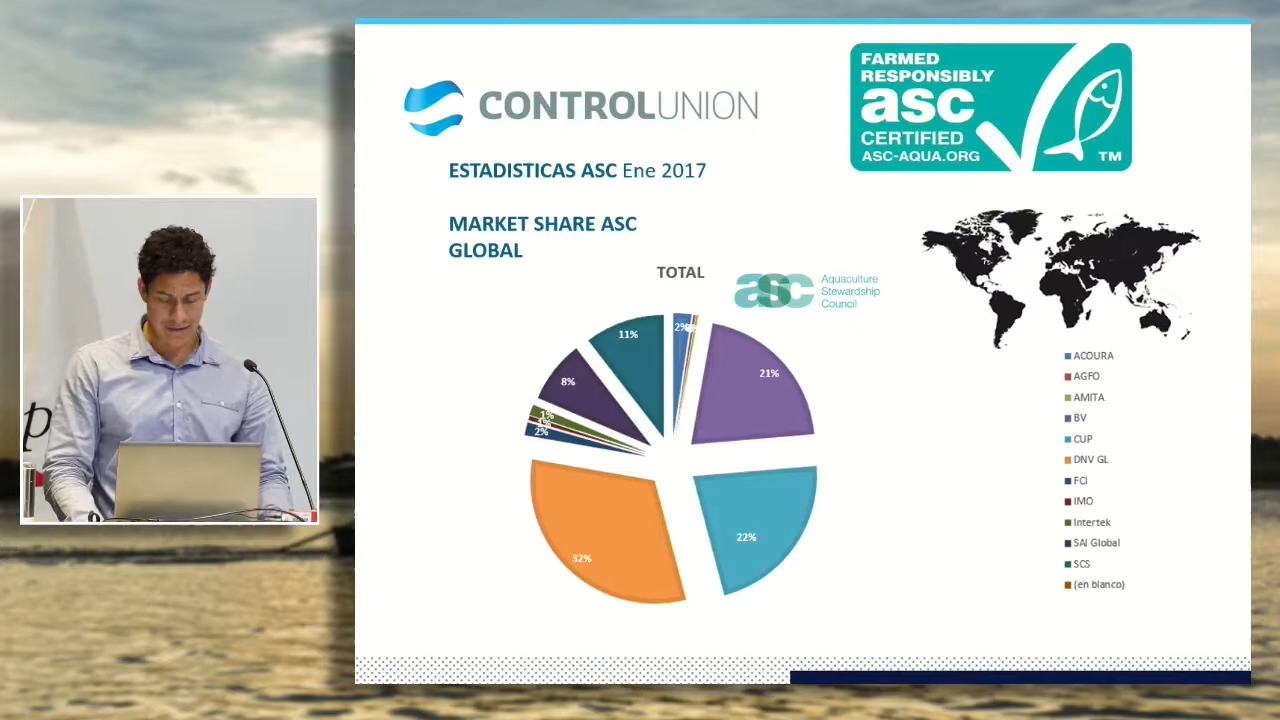 CONTROLUNION
FARMED
RESPONSIBLY
asc
CERTIFIED
ASC-AQUA.ORG
TM
ESTADISTICAS ASC Ene 2017
MARKET SHARE ASC
GLOBAL
TOTAL
asc
Aquaculture
Stewardship
Council
2%
21%
22%
32%
2%
1%
8%
11%
ACOURA
AGFO
AMITA
BV
CUP
DNV GL
FCI
IMO
Intertek
SAI Global
SCS
(en blanco)
p